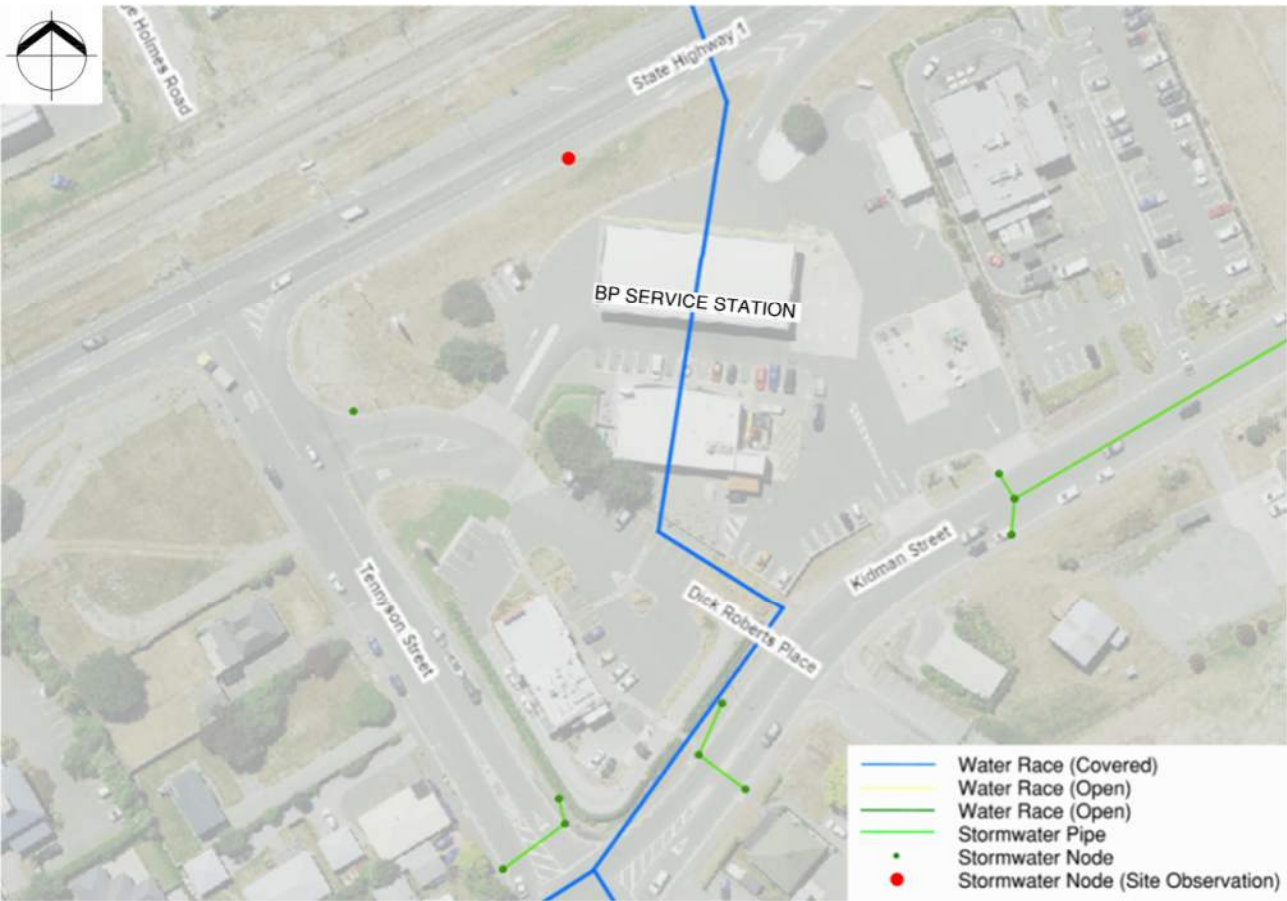 e Holmes Road
State Highway 1
BP SERVICE STATION
Kidman Street
Dick Roberts Place
Tennyson Street
Water Race (Covered)
Water Race (Open)
Water Race (Open)
Stormwater Pipe
Stormwater Node
Stormwater Node (Site Observation)